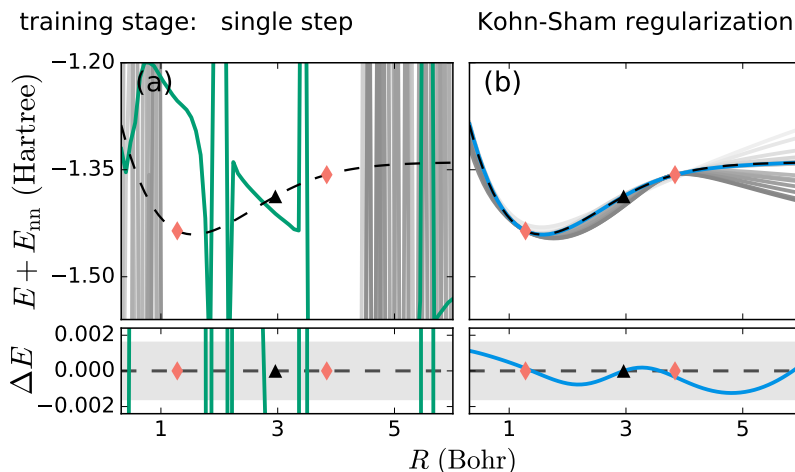 training stage: single step Kohn-Sham regularization
(a) (b)
E + Enn (Hartree)
−1.20
−1.35
−1.50
ΔE
0.002
0.000
−0.002
1 3 5 1 3 5
R (Bohr)